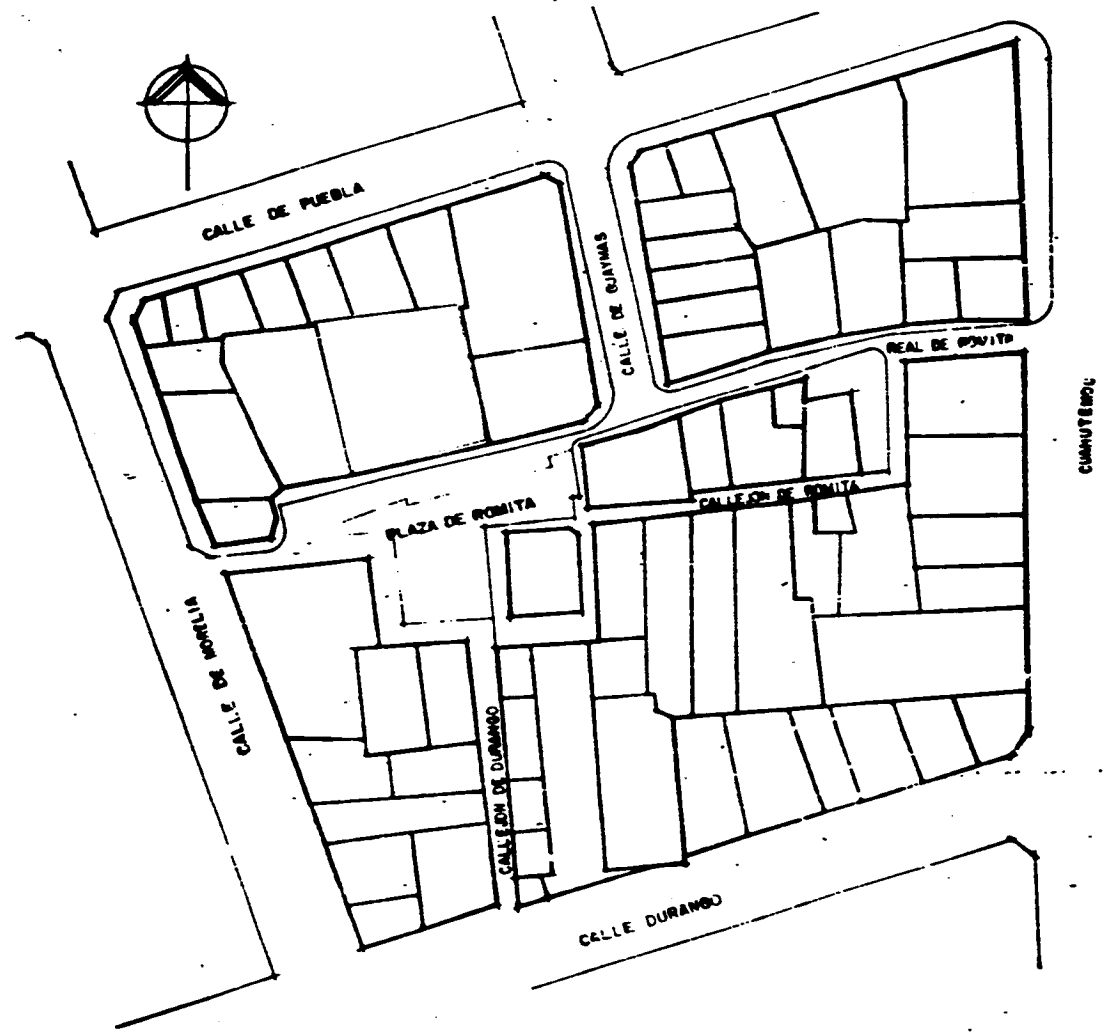 CALLE DE PUEBLA
CALLE DE GUAYMAS
REAL DE ROMITA
CUAHUTEMOC
CALLEJON DE ROMITA
PLAZA DE ROMITA
CALLE DE MORELIA
CALLEJON DE DURANGO
CALLE DURANGO